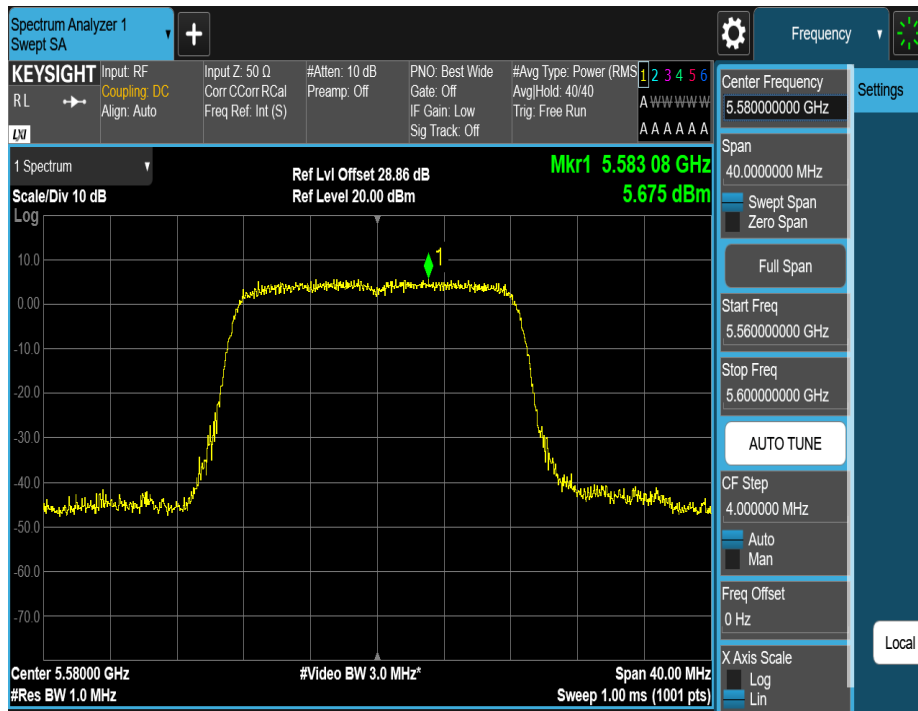 Spectrum Analyzer 1
Swept SA
+
Frequency
KEYSIGHT
RL
LXI
Input: RF
Coupling: DC
Align: Auto
Input Z: 50 Ω
Corr CCorr RCal
Freq Ref: Int (S)
#Atten: 10 dB
Preamp: Off
PNO: Best Wide
Gate: Off
IF Gain: Low
Sig Track: Off
#Avg Type: Power (RMS
Avg|Hold: 40/40
Trig: Free Run
1 2 3 4 5 6
A W W W W W
A A A A A A
1 Spectrum
Scale/Div 10 dB
Log
Ref Lvl Offset 28.86 dB
Ref Level 20.00 dBm
Mkr1 5.583 08 GHz
5.675 dBm
1
10.0
0.00
-10.0
-20.0
-30.0
-40.0
-50.0
-60.0
-70.0
Center 5.58000 GHz
#Res BW 1.0 MHz
#Video BW 3.0 MHz*
Span 40.00 MHz
Sweep 1.00 ms (1001 pts)
Center Frequency
5.580000000 GHz
Settings
Span
40.0000000 MHz
Swept Span
Zero Span
Full Span
Start Freq
5.560000000 GHz
Stop Freq
5.600000000 GHz
AUTO TUNE
CF Step
4.000000 MHz
Auto
Man
Freq Offset
0 Hz
Local
X Axis Scale
Log
Lin